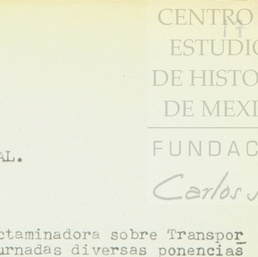 CENTRO
ESTUDIO
DE HISTO
DE MEXI
FUNDAC
Carlos
AL.
ctaminadora sobre Transpor
urnadas diversas ponencias